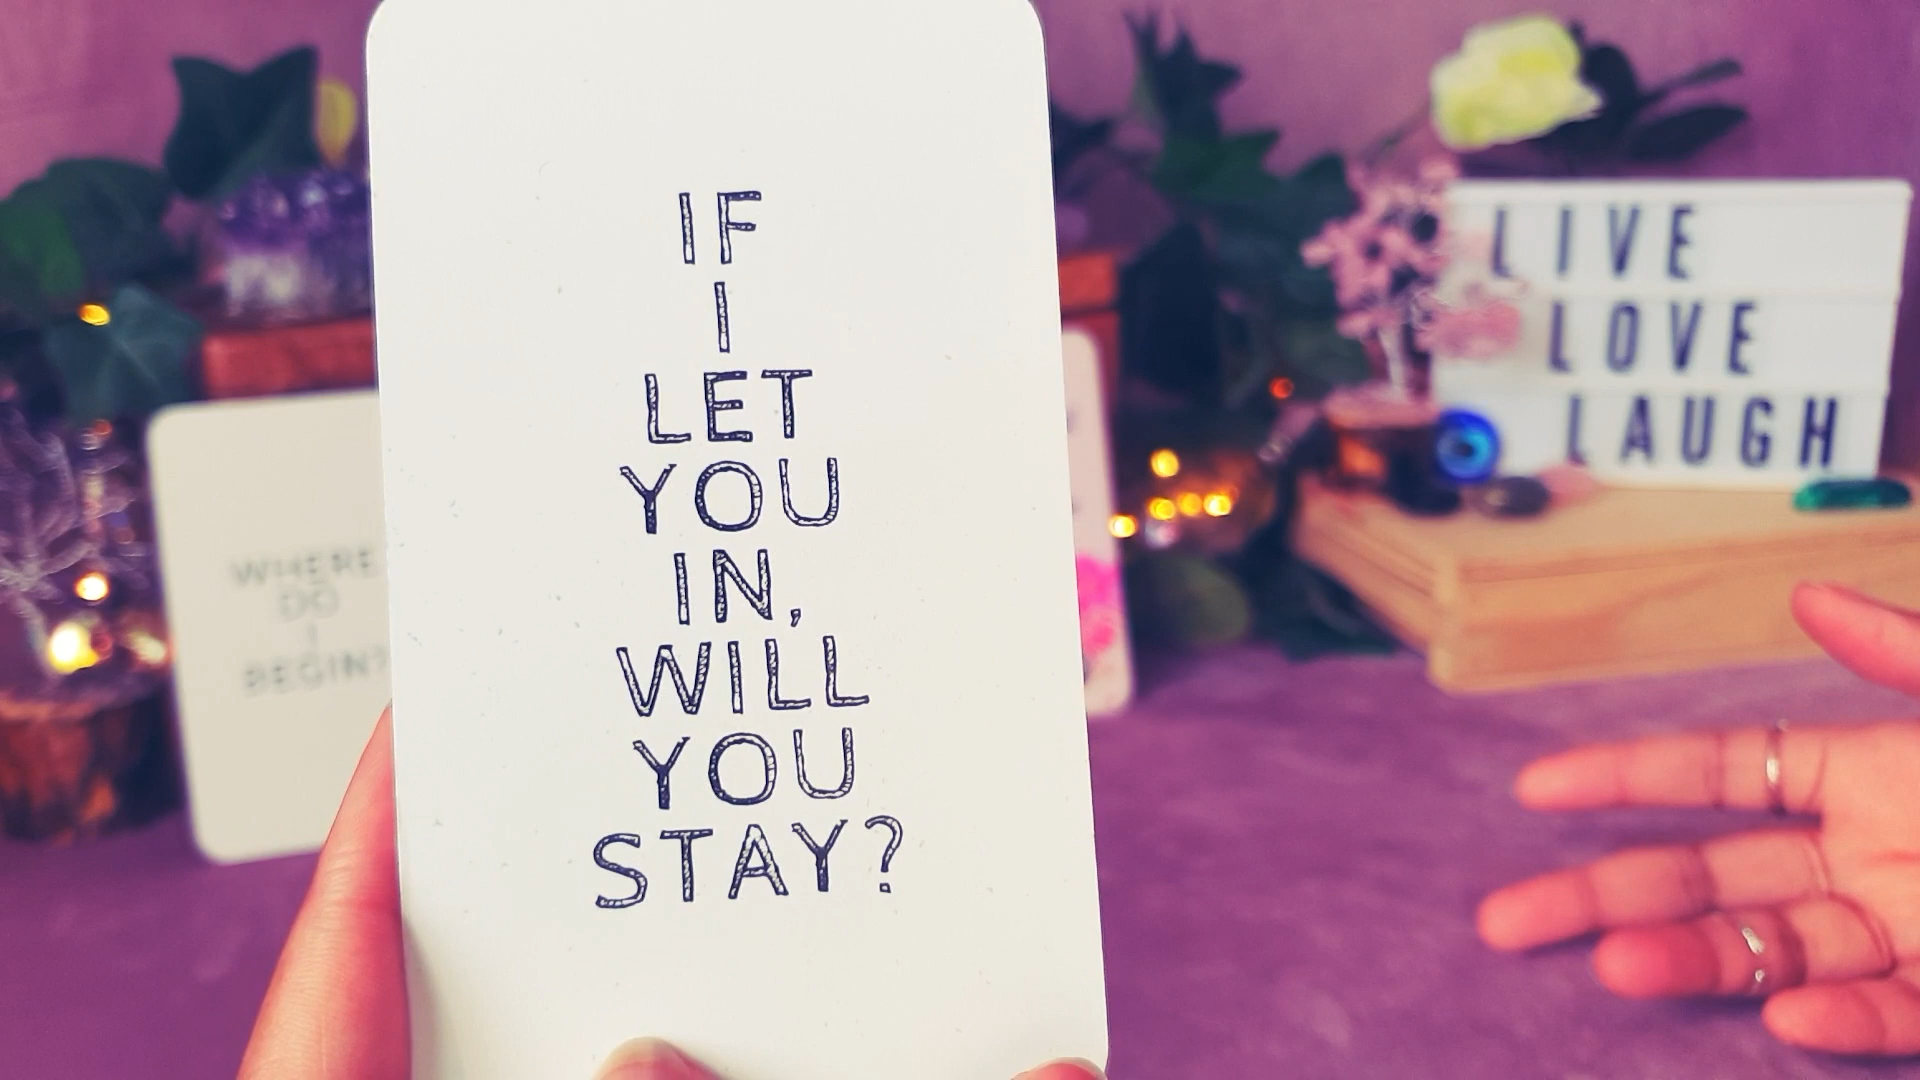 IF
I
LET
YOU
IN,
WILL
YOU
STAY?
WHERE
DO
I
BEGIN?
LIVE
LOVE
LAUGH